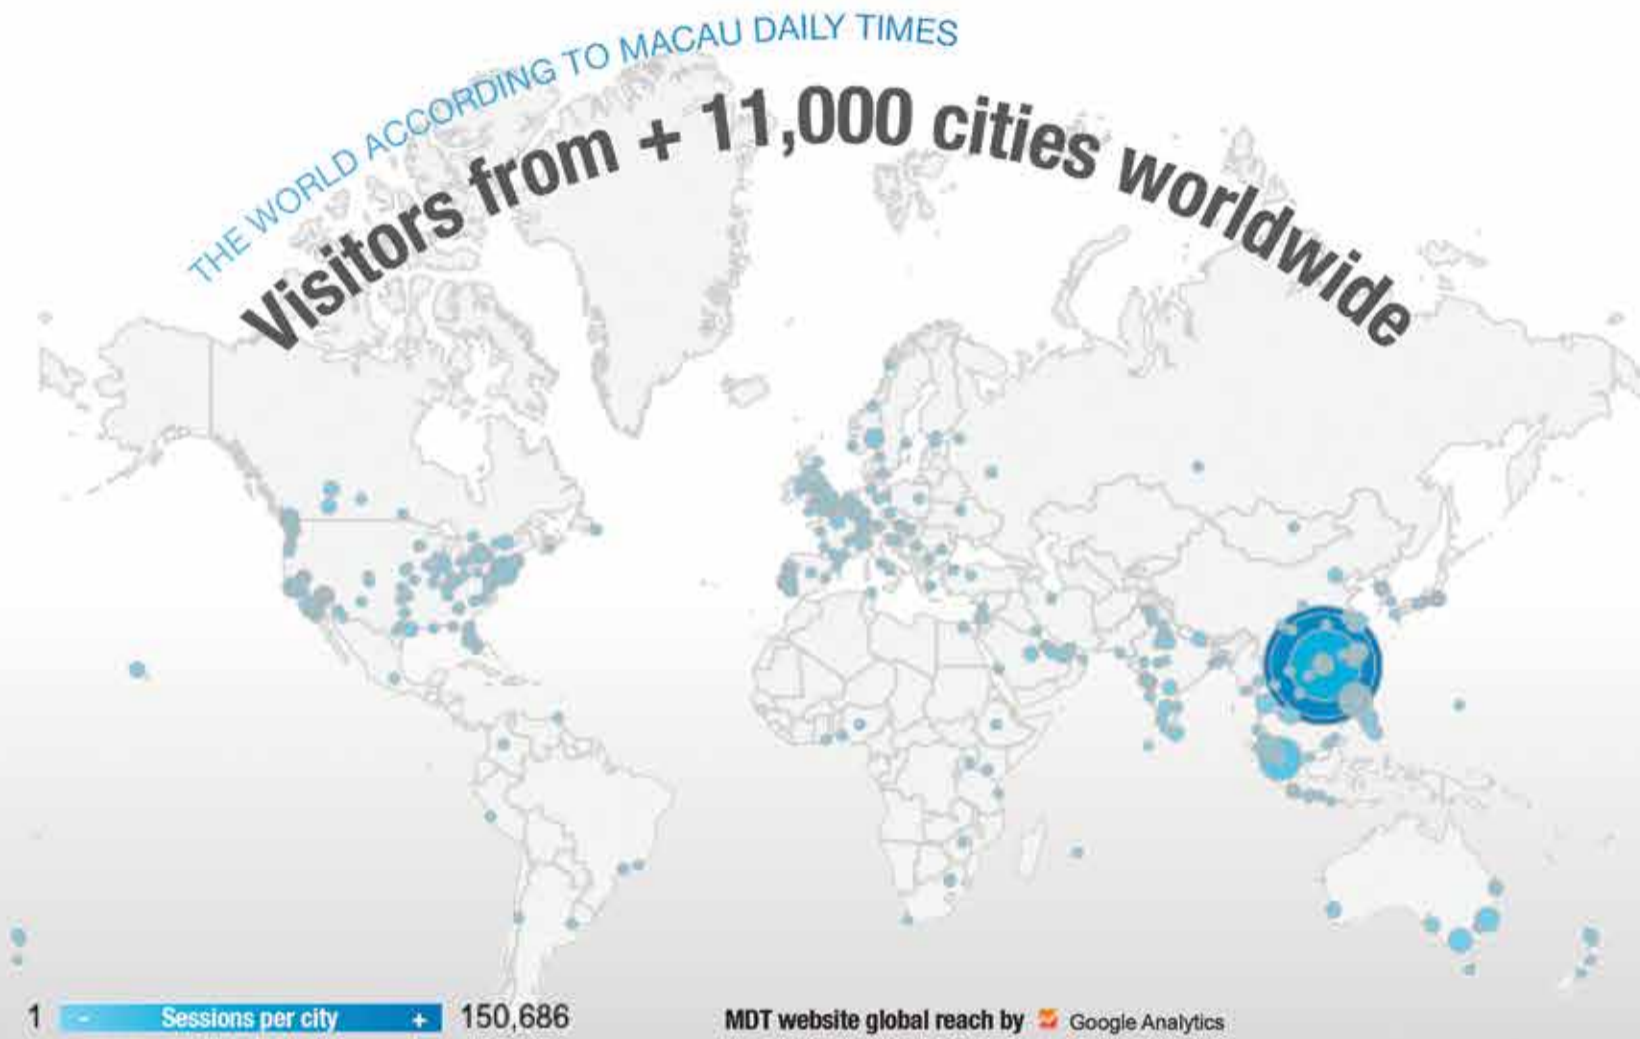 THE WORLD ACCORDING TO MACAU DAILY TIMES
Visitors from + 11,000 cities worldwide
1 - Sessions per city + 150,686
MDT website global reach by Google Analytics